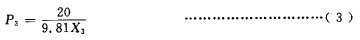 P₃ = 20 / 9.81X₃ ……………………………( 3 )